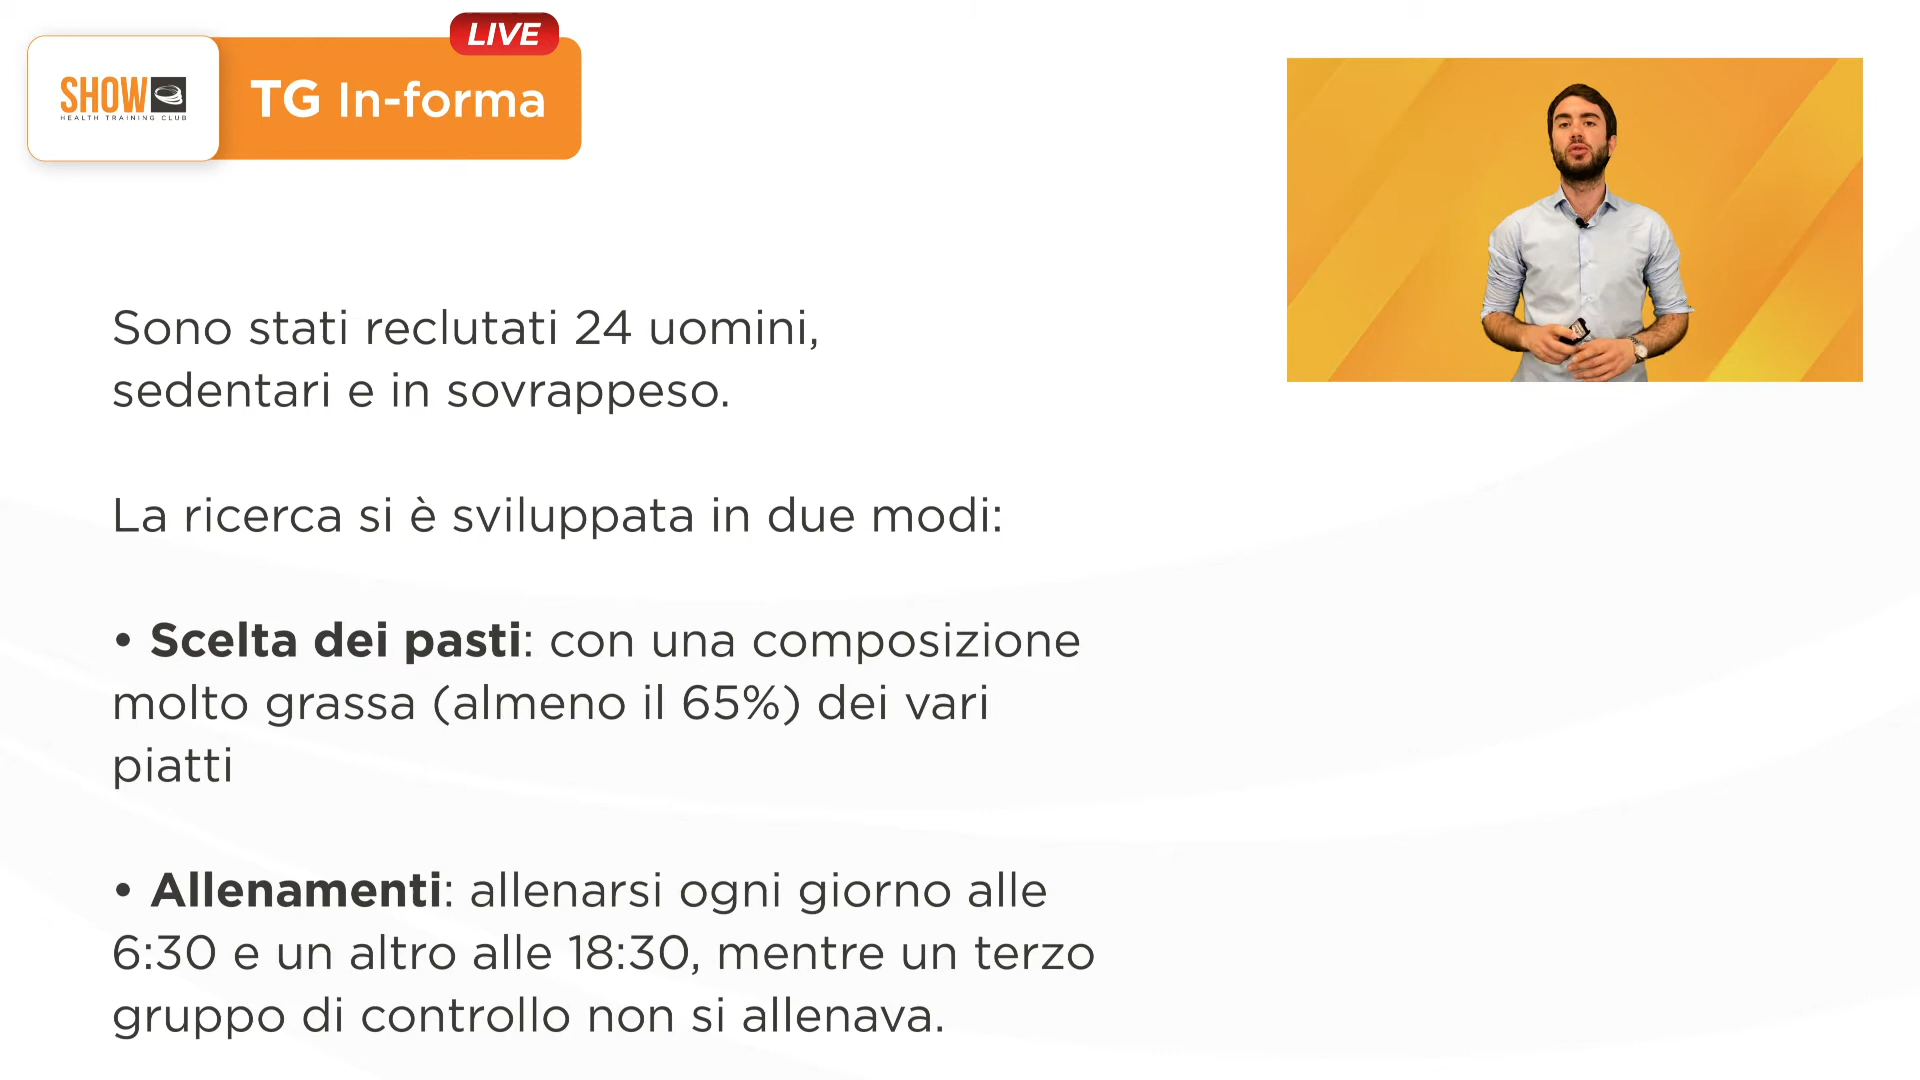 LIVE
SHOW
HEALTH TRAINING CLUB
TG In-forma
Sono stati reclutati 24 uomini,
sedentari e in sovrappeso.
La ricerca si è sviluppata in due modi:
• Scelta dei pasti: con una composizione
molto grassa (almeno il 65%) dei vari
piatti
• Allenamenti: allenarsi ogni giorno alle
6:30 e un altro alle 18:30, mentre un terzo
gruppo di controllo non si allenava.